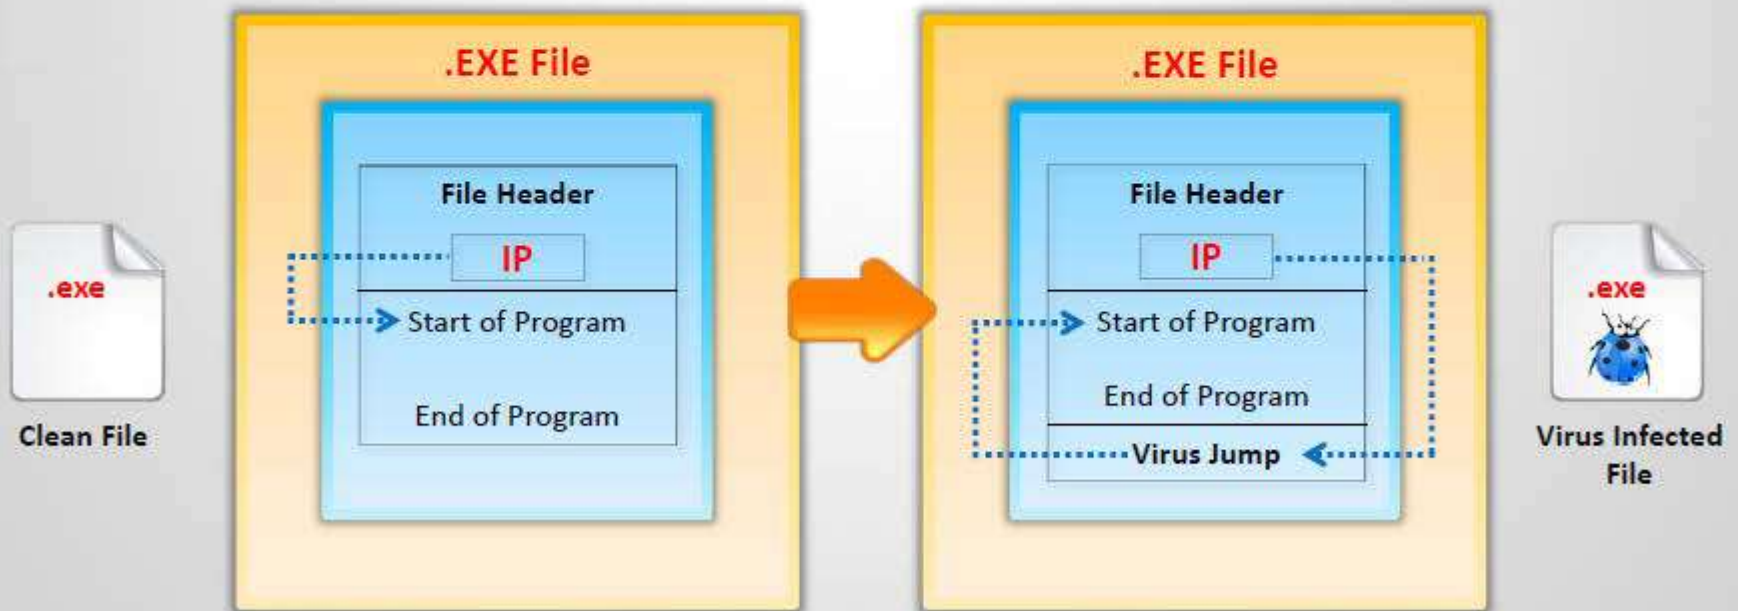 .exe
Clean File
.EXE File
File Header
IP
Start of Program
End of Program
.EXE File
File Header
IP
Start of Program
End of Program
Virus Jump
.exe
Virus Infected
File